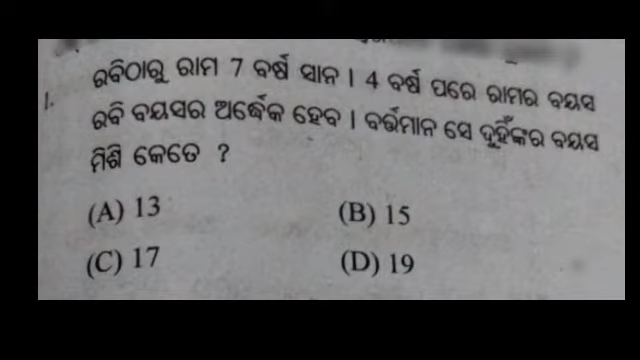 1. ରବିଠାରୁ ରାମ 7 ବର୍ଷ ସାନ । 4 ବର୍ଷ ପରେ ରାମର ବୟସ
ରବି ବୟସର ଅର୍ଦ୍ଧେକ ହେବ । ବର୍ତ୍ତମାନ ସେ ଦୁହିଁଙ୍କର ବୟସ
ମିଶି କେତେ ?
(A) 13 (B) 15
(C) 17 (D) 19